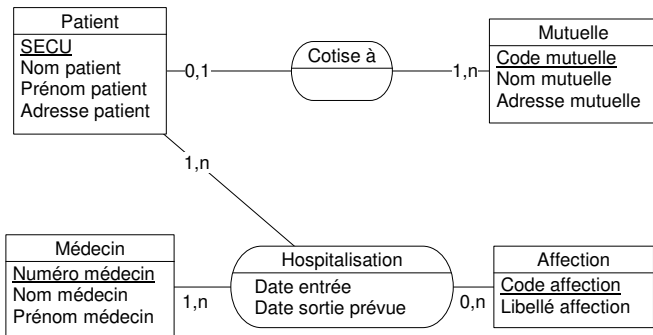 Patient
SECU
Nom patient
Prénom patient
Adresse patient
0,1
Cotise à
1,n
Mutuelle
Code mutuelle
Nom mutuelle
Adresse mutuelle
1,n
Médecin
Numéro médecin
Nom médecin
Prénom médecin
1,n
Hospitalisation
Date entrée
Date sortie prévue
0,n
Affection
Code affection
Libellé affection